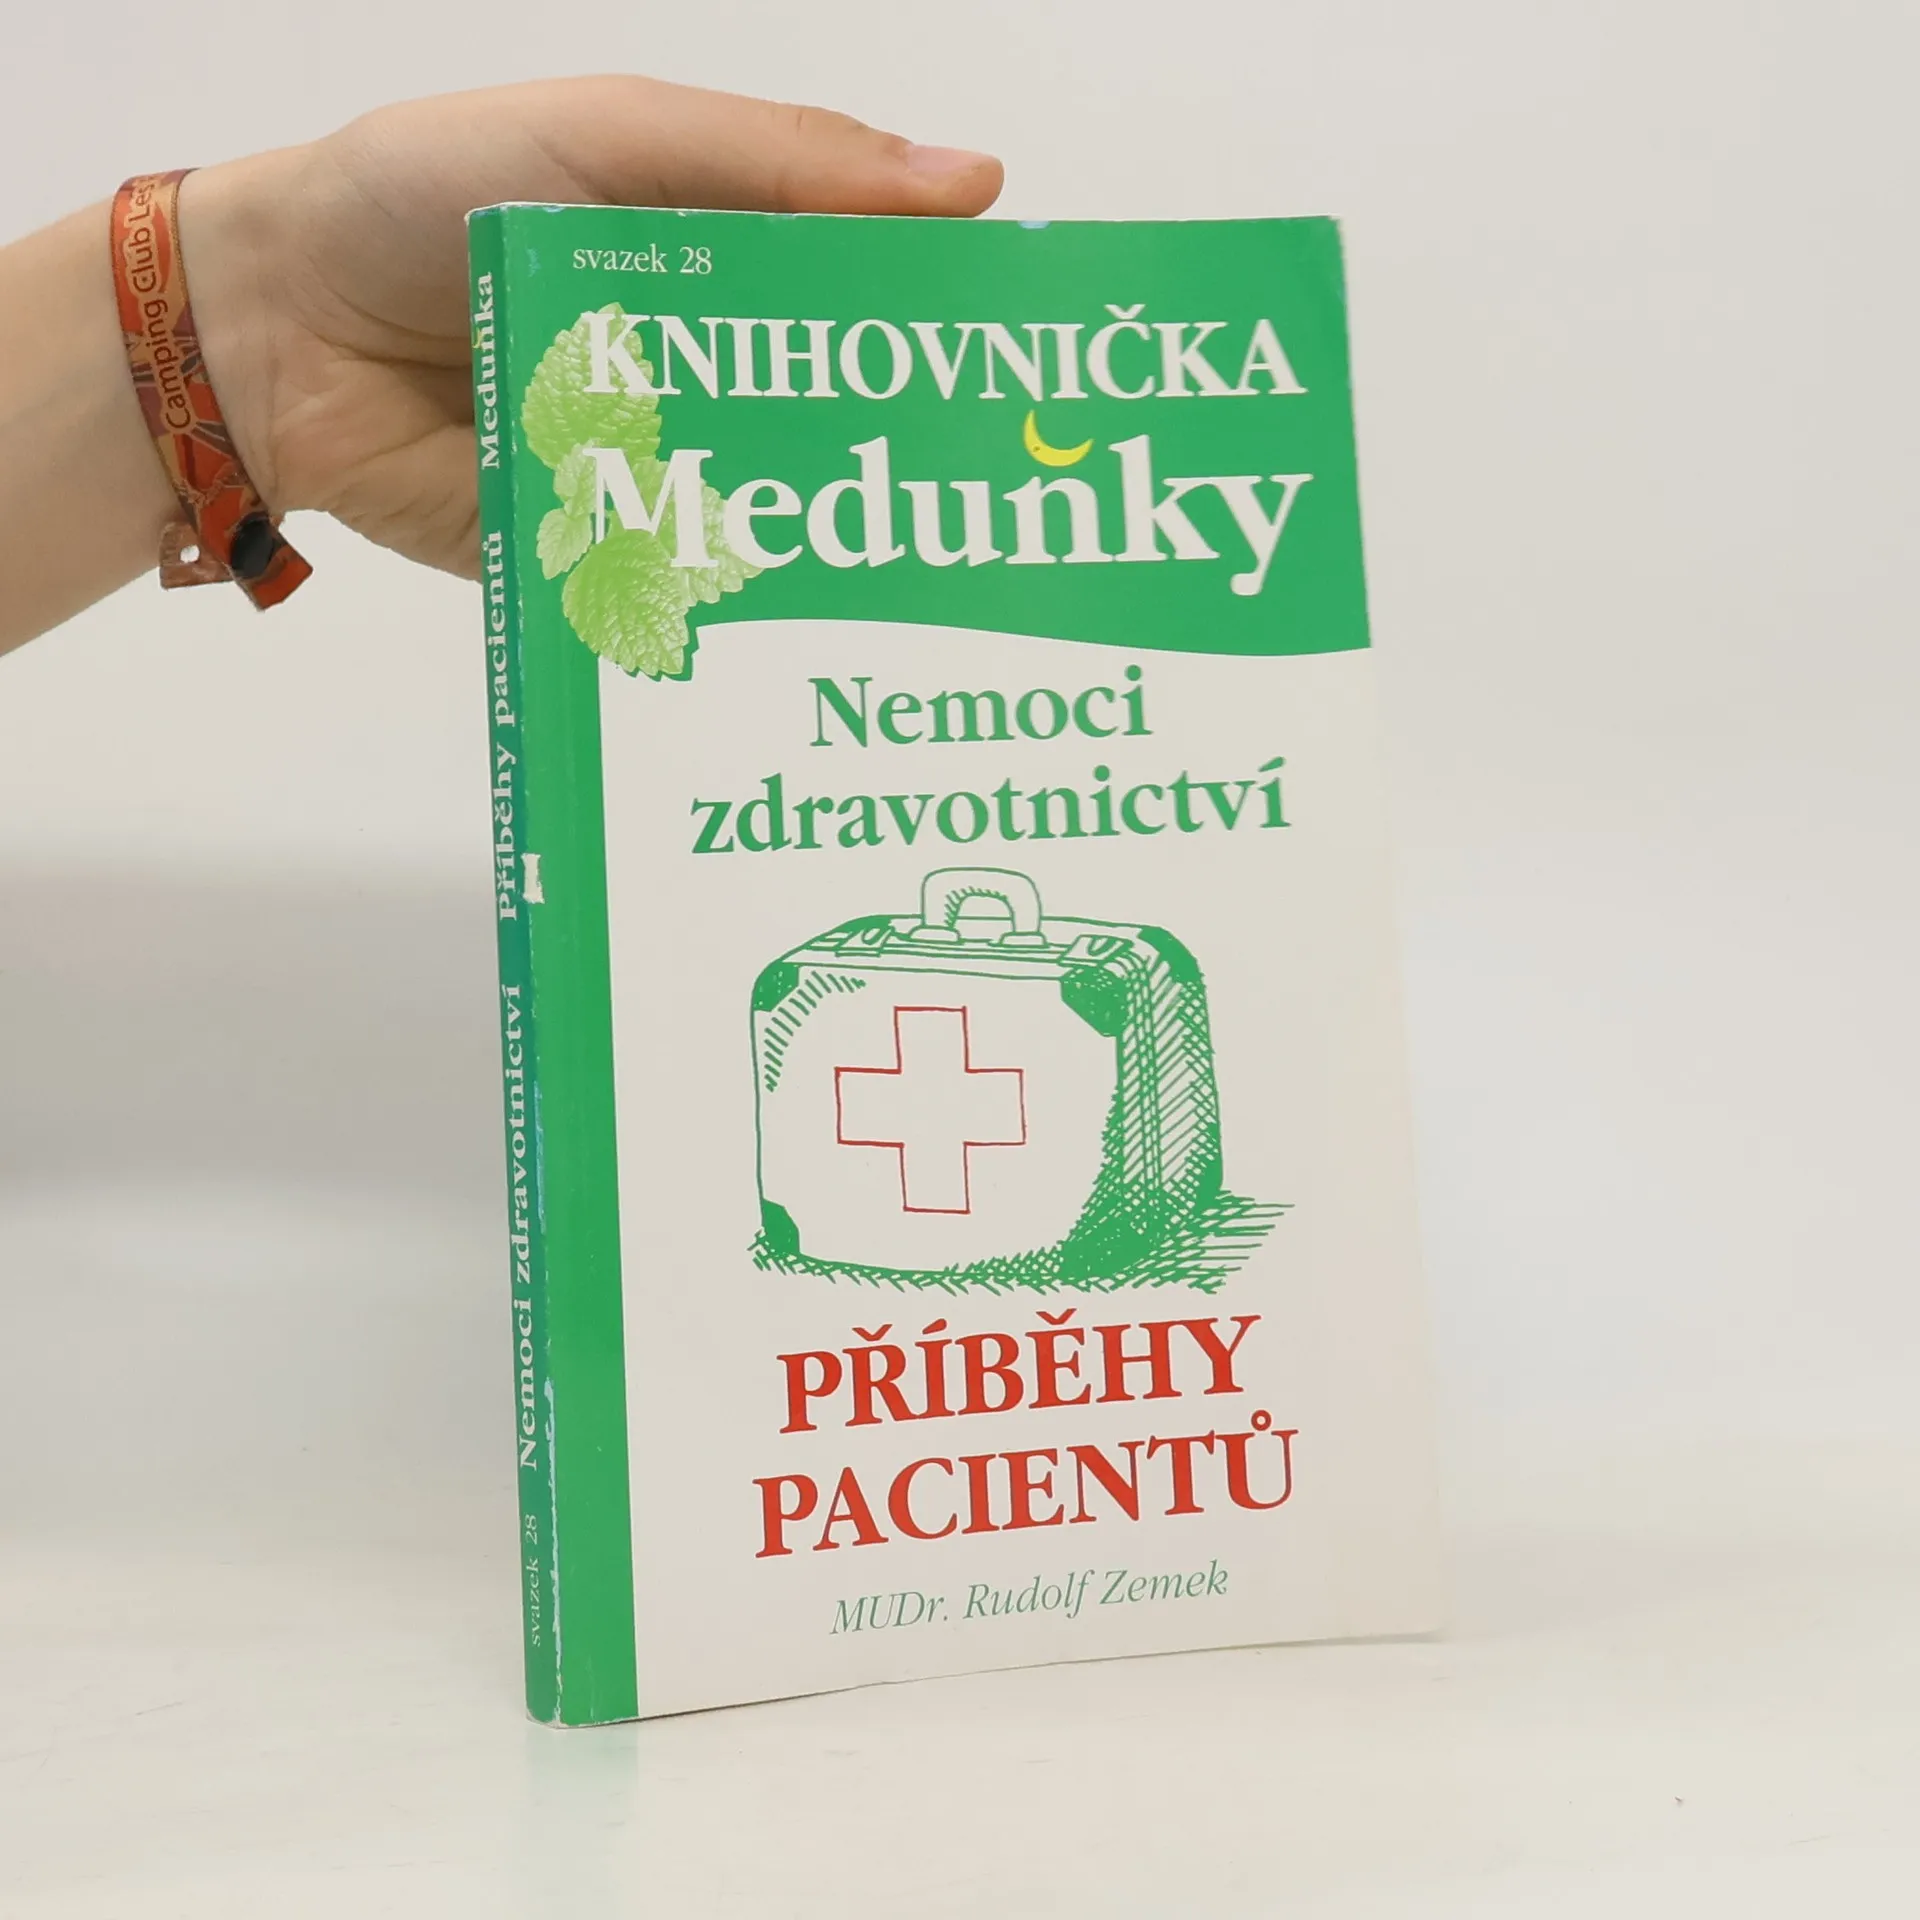 svazek 28
KNIHOVNIČKA
Meduňky
Nemoci
zdravotnictví
PŘÍBĚHY
PACIENTŮ
MUDr. Rudolf Zemek
svazek 28 Nemoci zdravotnictví Příběhy pacientů Meduňka
Camping Club Les